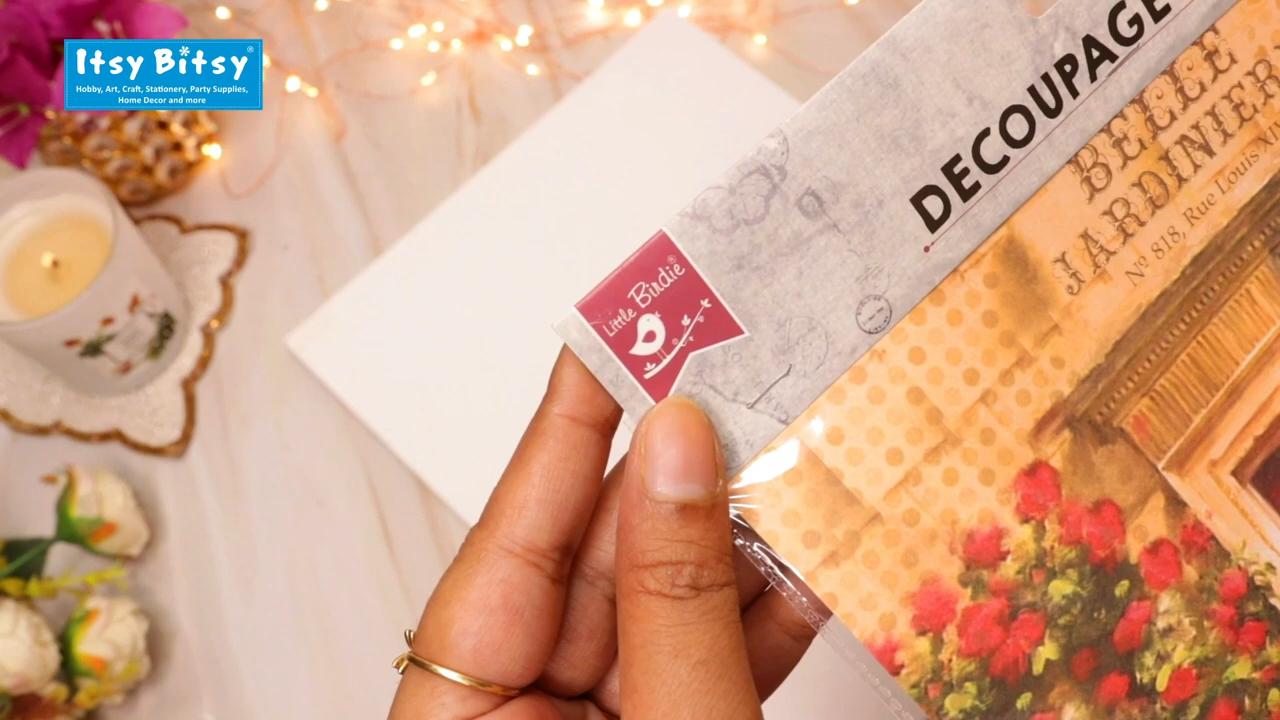 Itsy Bitsy®
Hobby, Art, Craft, Stationery, Party Supplies,
Home Decor and more
DECOUPAGE
Little Birdie®
BELLE
JARDINIER
Nº 818, Rue Louis XI